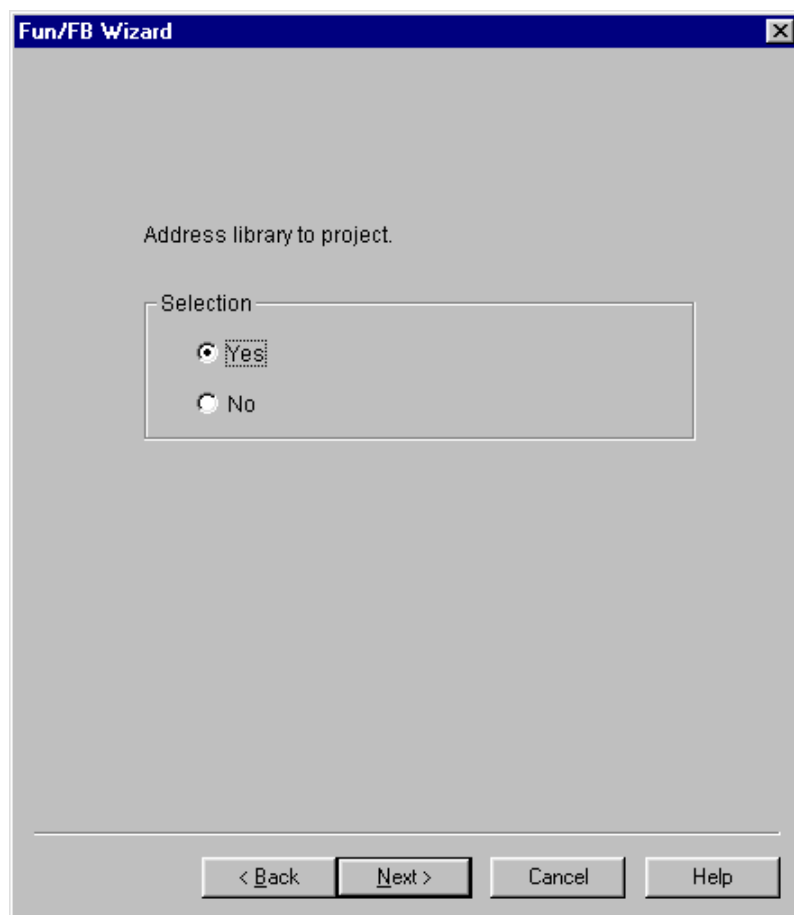 Fun/FB Wizard
Address library to project.
Selection
Yes
No
< Back
Next >
Cancel
Help